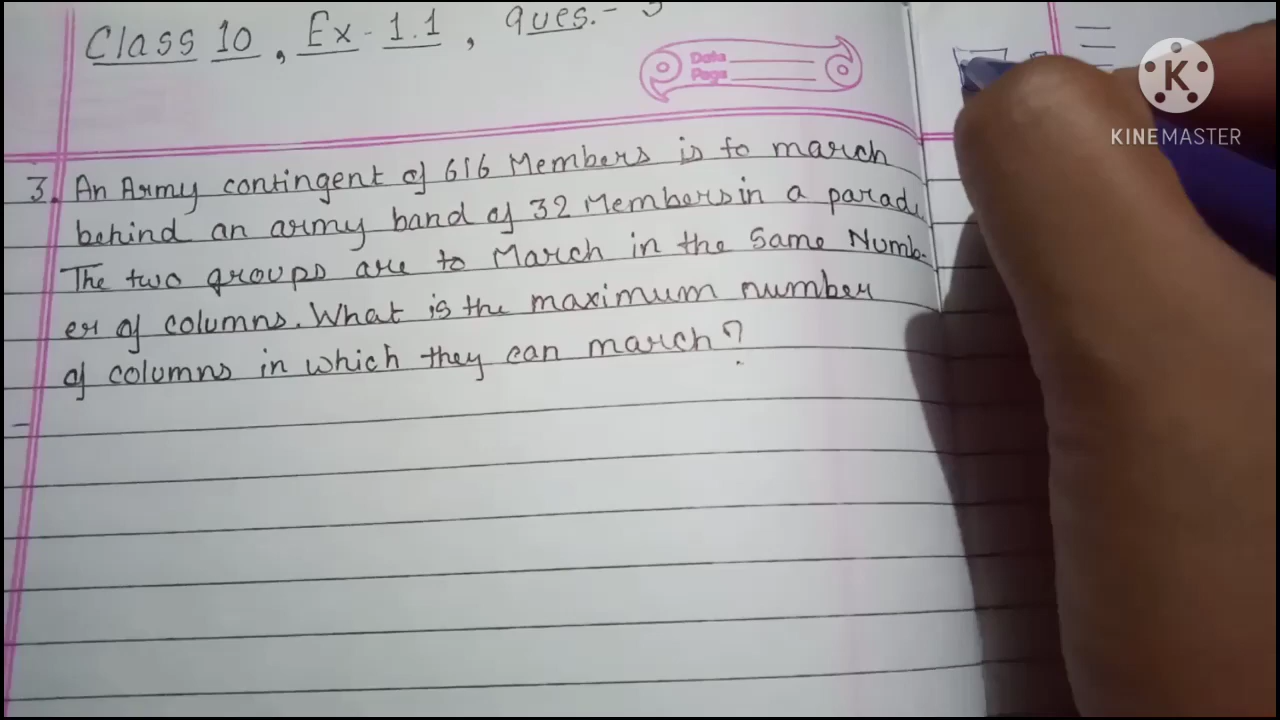 Class 10, Ex-1.1, ques.- 3
Date
Page
K
KINEMASTER
3. An Army contingent of 616 Members is to march
behind an army band of 32 Members in a parade
The two groups are to March in the Same Numb-
er of columns. What is the maximum number
of columns in which they can march?